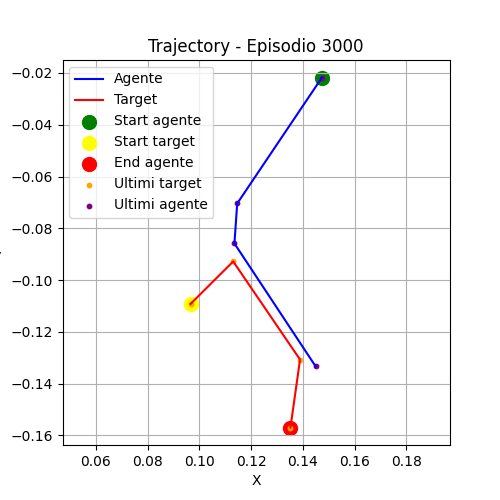 Trajectory - Episodio 3000
Agente
Target
Start agente
Start target
End agente
Ultimi target
Ultimi agente
−0.02
−0.04
−0.06
−0.08
−0.10
−0.12
−0.14
−0.16
0.06 0.08 0.10 0.12 0.14 0.16 0.18
X